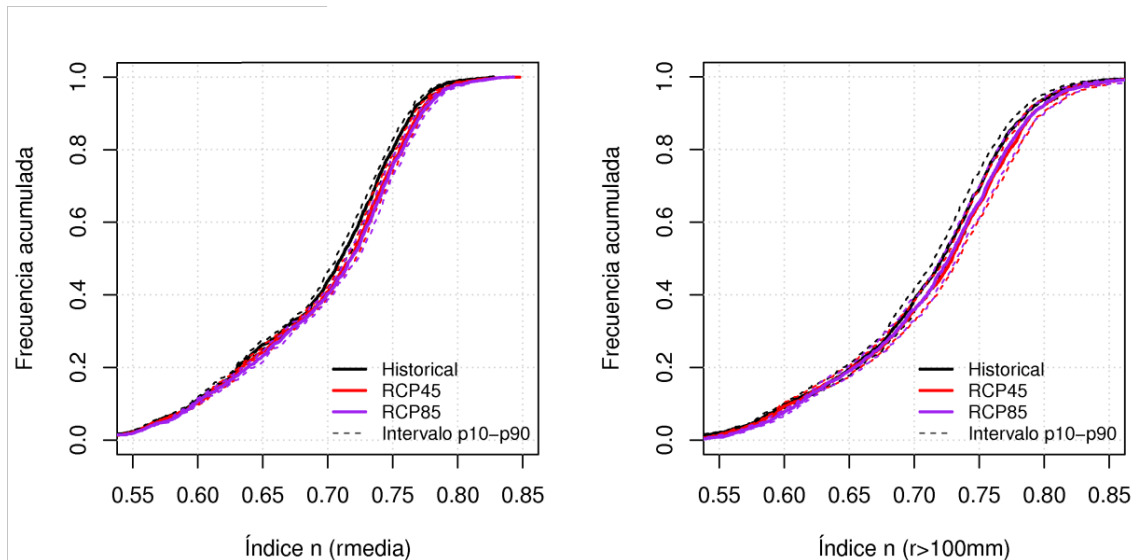 Frecuencia acumulada
1.0
0.8
0.6
0.4
0.2
0.0
Historical
RCP45
RCP85
Intervalo p10−p90
0.55 0.60 0.65 0.70 0.75 0.80 0.85
Índice n (rmedia)
Frecuencia acumulada
1.0
0.8
0.6
0.4
0.2
0.0
Historical
RCP45
RCP85
Intervalo p10−p90
0.55 0.60 0.65 0.70 0.75 0.80 0.85
Índice n (r>100mm)